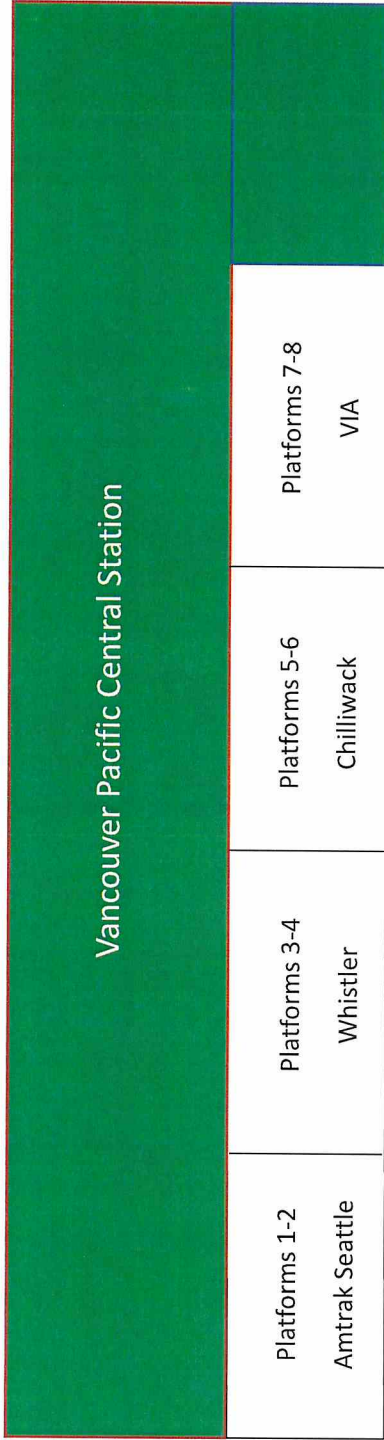 Vancouver Pacific Central Station
Platforms 1-2
Amtrak Seattle
Platforms 3-4
Whistler
Platforms 5-6
Chilliwack
Platforms 7-8
VIA